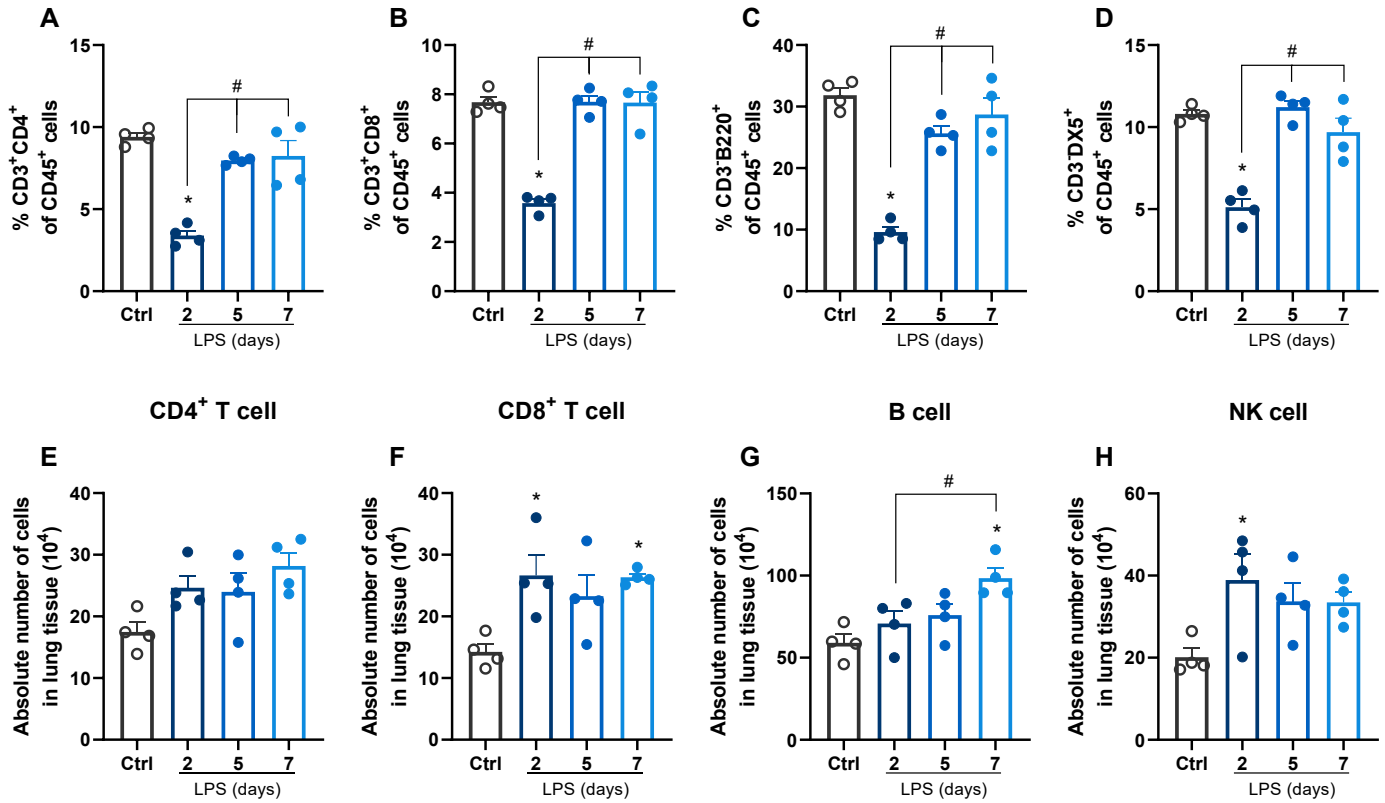 A
% CD3⁺CD4⁺
of CD45⁺ cells
15
10
5
0
#
*
Ctrl 2 5 7
LPS (days)
B
% CD3⁺CD8⁺
of CD45⁺ cells
10
8
6
4
2
0
#
*
Ctrl 2 5 7
LPS (days)
C
% CD3⁻B220⁺
of CD45⁺ cells
40
30
20
10
0
#
*
Ctrl 2 5 7
LPS (days)
D
% CD3⁻DX5⁺
of CD45⁺ cells
15
10
5
0
#
*
Ctrl 2 5 7
LPS (days)
CD4⁺ T cell
CD8⁺ T cell
B cell
NK cell
E
Absolute number of cells
in lung tissue (10⁴)
40
30
20
10
0
Ctrl 2 5 7
LPS (days)
F
Absolute number of cells
in lung tissue (10⁴)
40
30
20
10
0
*
*
Ctrl 2 5 7
LPS (days)
G
Absolute number of cells
in lung tissue (10⁴)
150
100
50
0
#
*
Ctrl 2 5 7
LPS (days)
H
Absolute number of cells
in lung tissue (10⁴)
60
40
20
0
*
Ctrl 2 5 7
LPS (days)